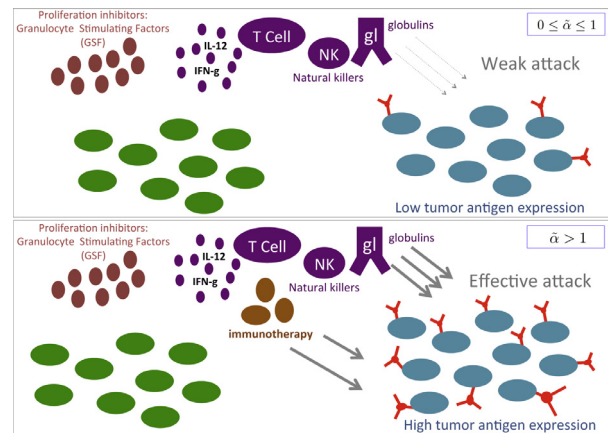 Proliferation inhibitors:
Granulocyte Stimulating Factors
(GSF)
IL-12
IFN-g
T Cell
NK
Natural killers
gl
globulins
0 ≤ α̃ ≤ 1
Weak attack
Low tumor antigen expression
Proliferation inhibitors:
Granulocyte Stimulating Factors
(GSF)
IL-12
IFN-g
T Cell
NK
Natural killers
gl
globulins
α̃ > 1
Effective attack
immunotherapy
High tumor antigen expression